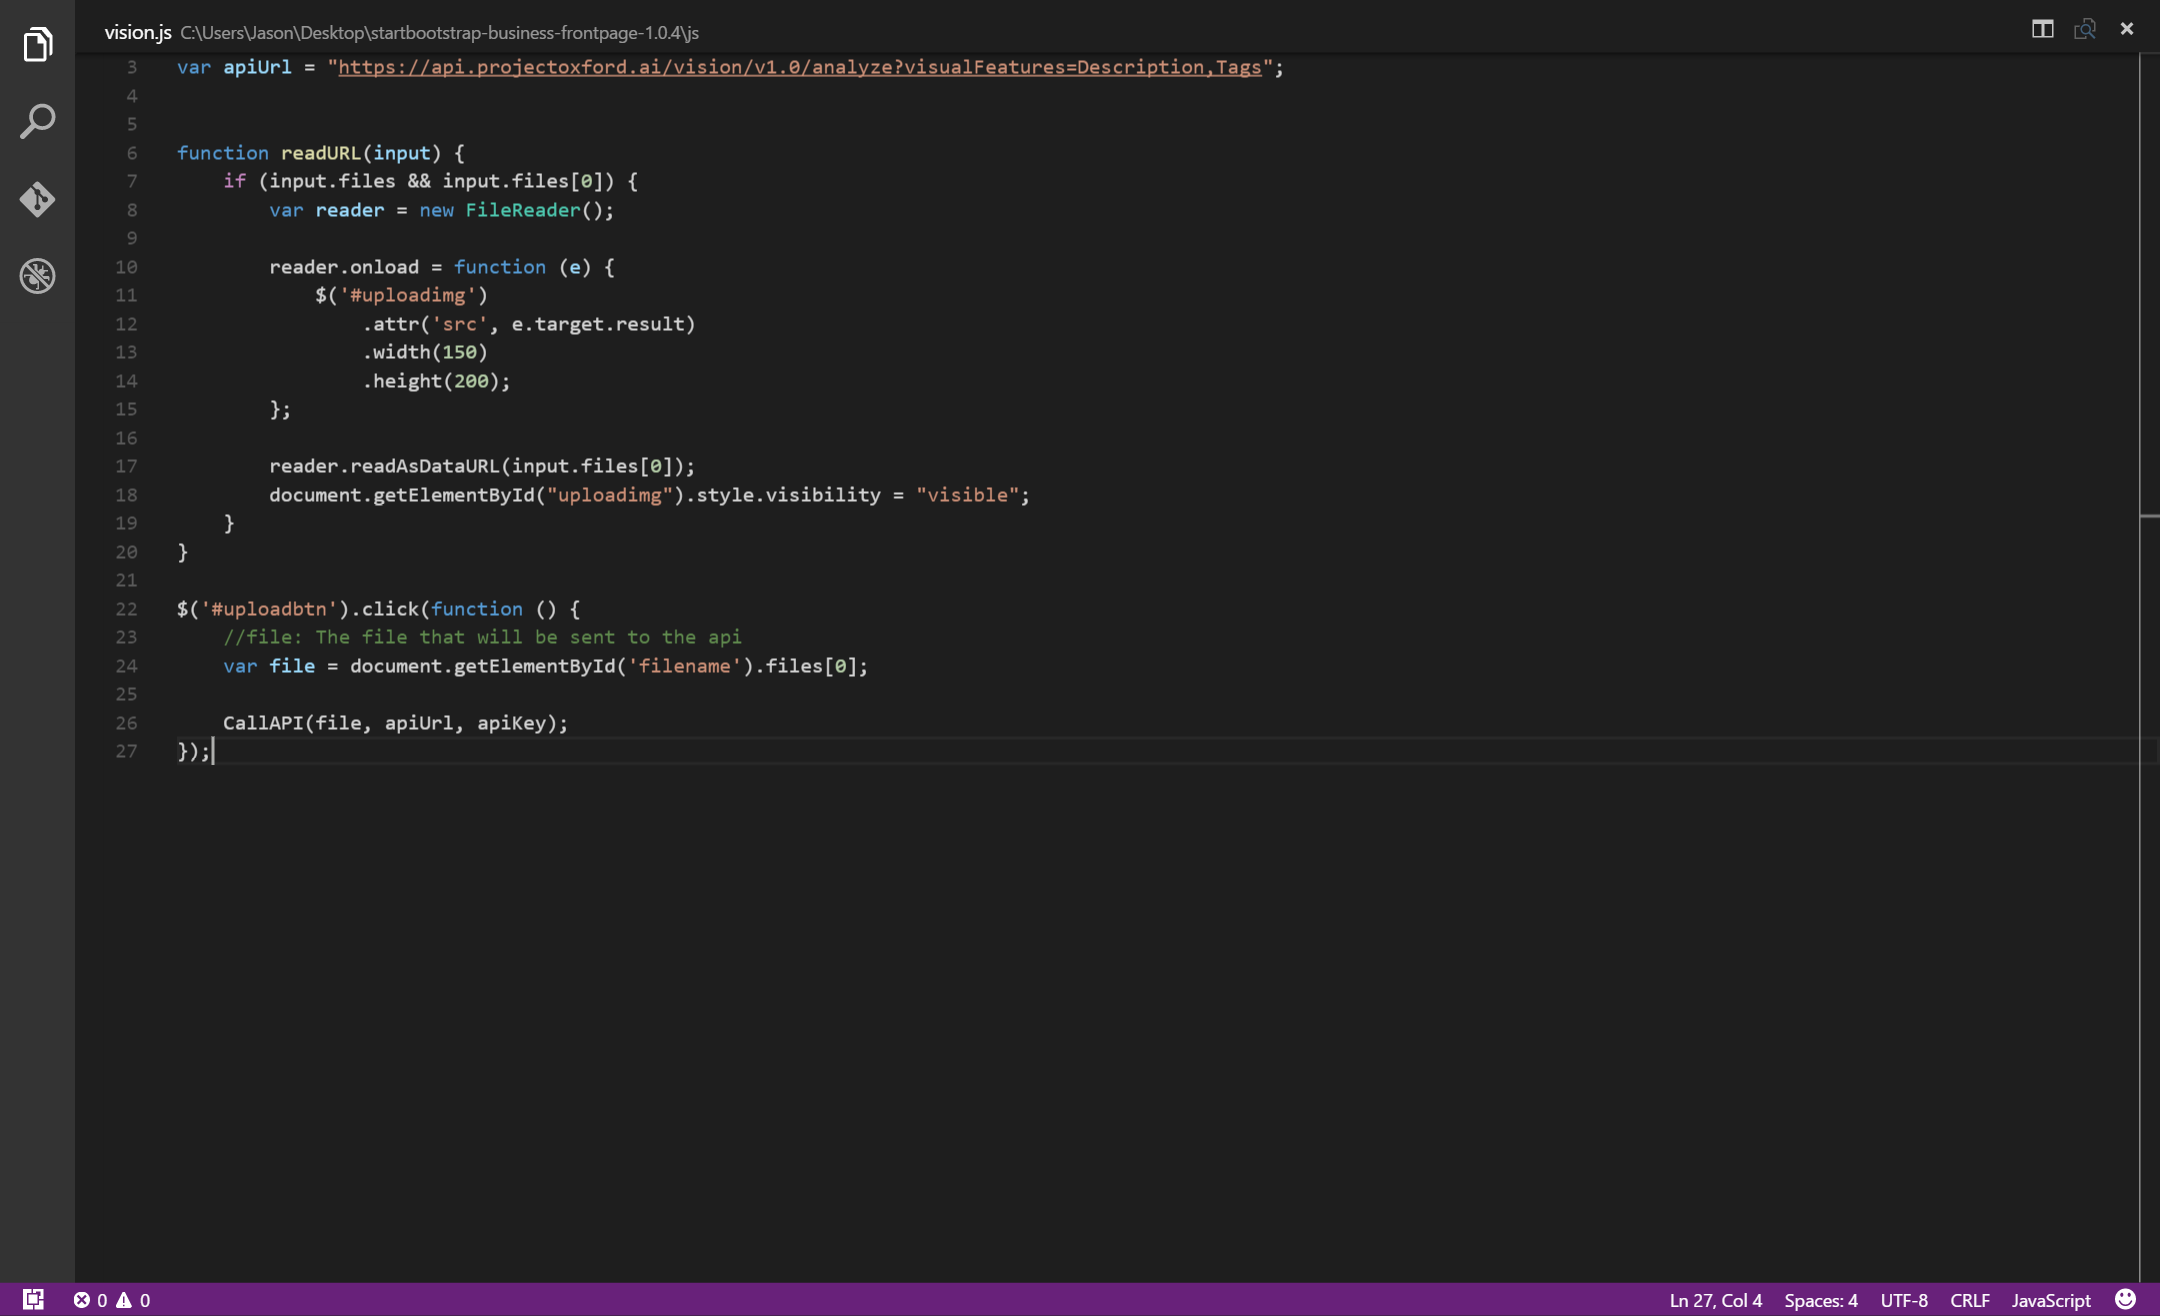 vision.js C:\Users\Jason\Desktop\startbootstrap-business-frontpage-1.0.4\js
3 var apiUrl = "https://api.projectoxford.ai/vision/v1.0/analyze?visualFeatures=Description,Tags";
4
5
6 function readURL(input) {
7     if (input.files && input.files[0]) {
8         var reader = new FileReader();
9
10         reader.onload = function (e) {
11             $('#uploadimg')
12                 .attr('src', e.target.result)
13                 .width(150)
14                 .height(200);
15         };
16
17         reader.readAsDataURL(input.files[0]);
18         document.getElementById("uploadimg").style.visibility = "visible";
19     }
20 }
21
22 $('#uploadbtn').click(function () {
23     //file: The file that will be sent to the api
24     var file = document.getElementById('filename').files[0];
25
26     CallAPI(file, apiUrl, apiKey);
27 });
0 0 Ln 27, Col 4 Spaces: 4 UTF-8 CRLF JavaScript